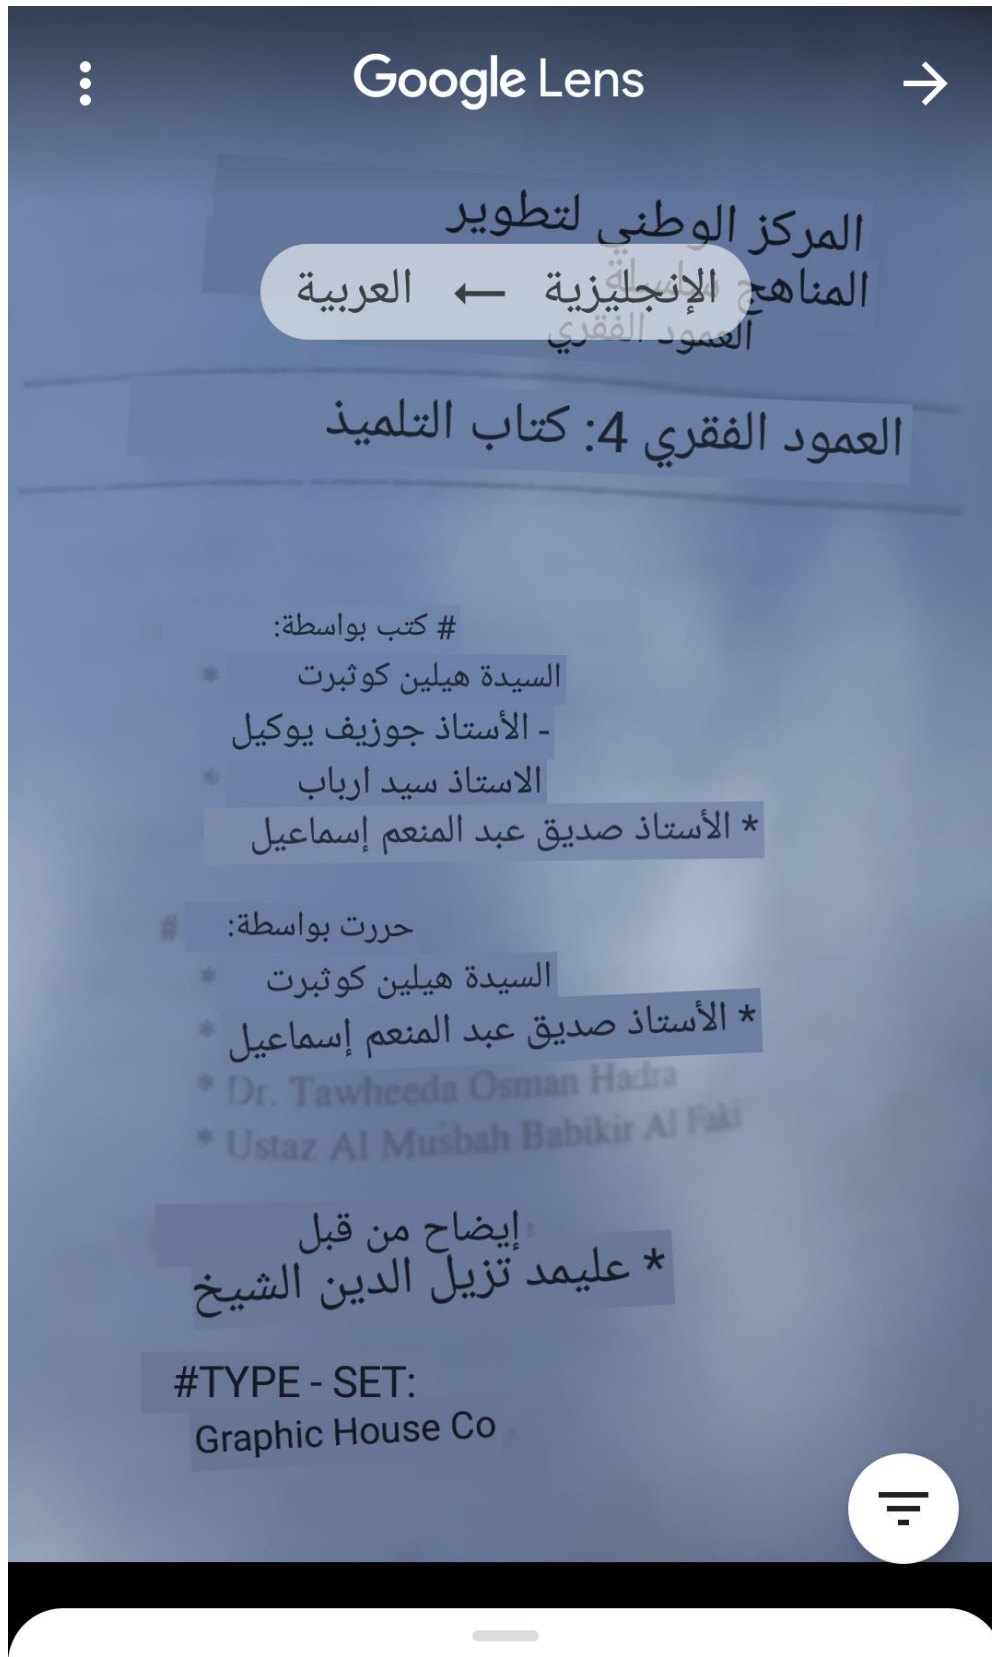 Google Lens
المركز الوطني لتطوير
المناهج سلسلة
الإنجليزية ← العربية
العمود الفقري
العمود الفقري 4: كتاب التلميذ
# كتب بواسطة:
* السيدة هيلين كوثبرت
- الأستاذ جوزيف يوكيل
* الاستاذ سيد ارباب
* الأستاذ صديق عبد المنعم إسماعيل
# حررت بواسطة:
* السيدة هيلين كوثبرت
* الأستاذ صديق عبد المنعم إسماعيل *
* Dr. Tawheeda Osman Hadra
* Ustaz Al Musbah Babikir Al Faki
إيضاح من قبل
* عليمد تزيل الدين الشيخ
#TYPE - SET:
Graphic House Co